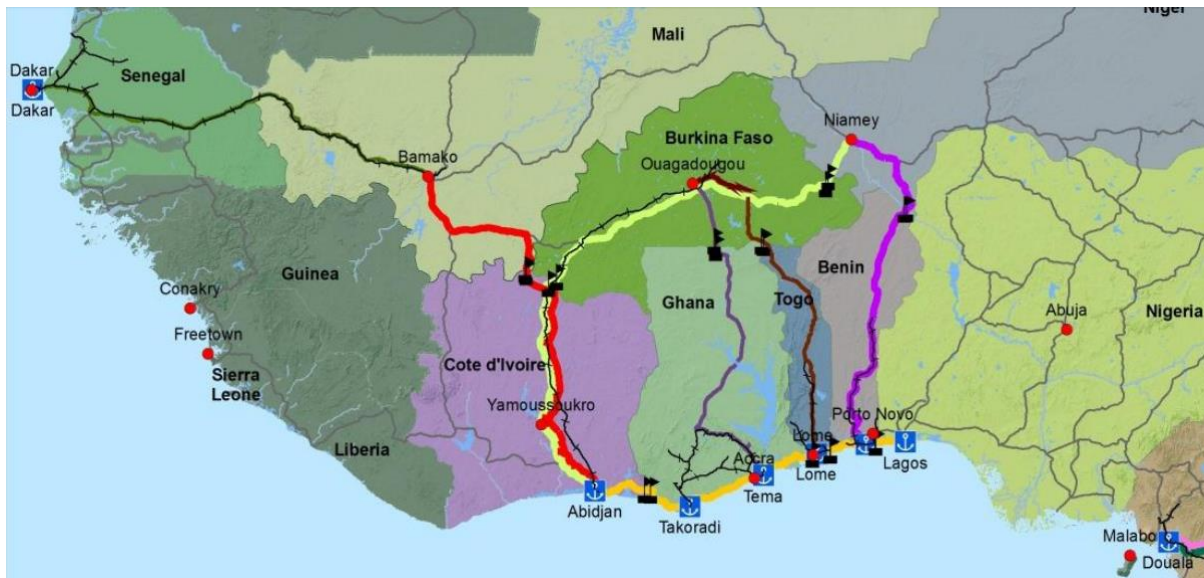 Niger
Mali
Dakar
Senegal
Dakar
Niamey
Burkina Faso
Ouagadougou
Bamako
Benin
Guinea
Conakry
Ghana
Togo
Abuja
Nigeria
Freetown
Cote d'Ivoire
Sierra
Leone
Yamoussoukro
Porto Novo
Liberia
Lome
Accra
Lagos
Lome
Tema
Abidjan
Takoradi
Malabo
Douala